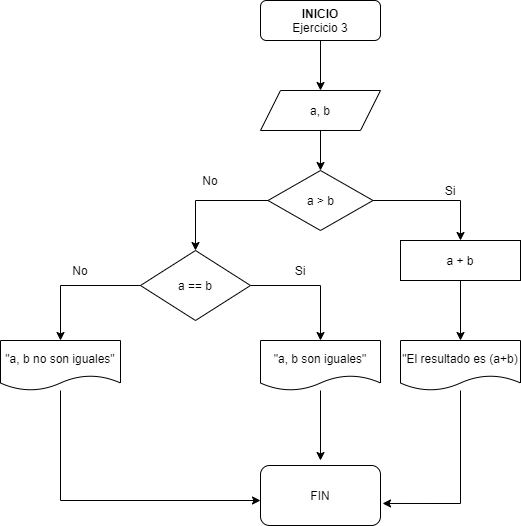 INICIO
Ejercicio 3
a, b
a > b
No
Si
a + b
a == b
No
Si
"a, b no son iguales"
"a, b son iguales"
"El resultado es (a+b)
FIN